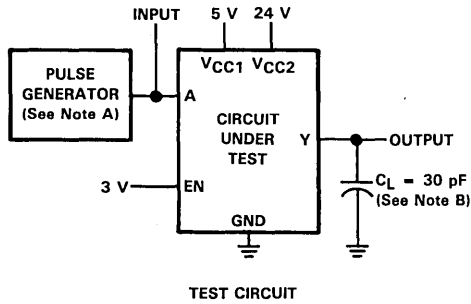 INPUT
5 V 24 V
PULSE
GENERATOR
(See Note A)
VCC1 VCC2
A
CIRCUIT
UNDER
TEST
Y
OUTPUT
3 V
EN
CL = 30 pF
(See Note B)
GND
TEST CIRCUIT